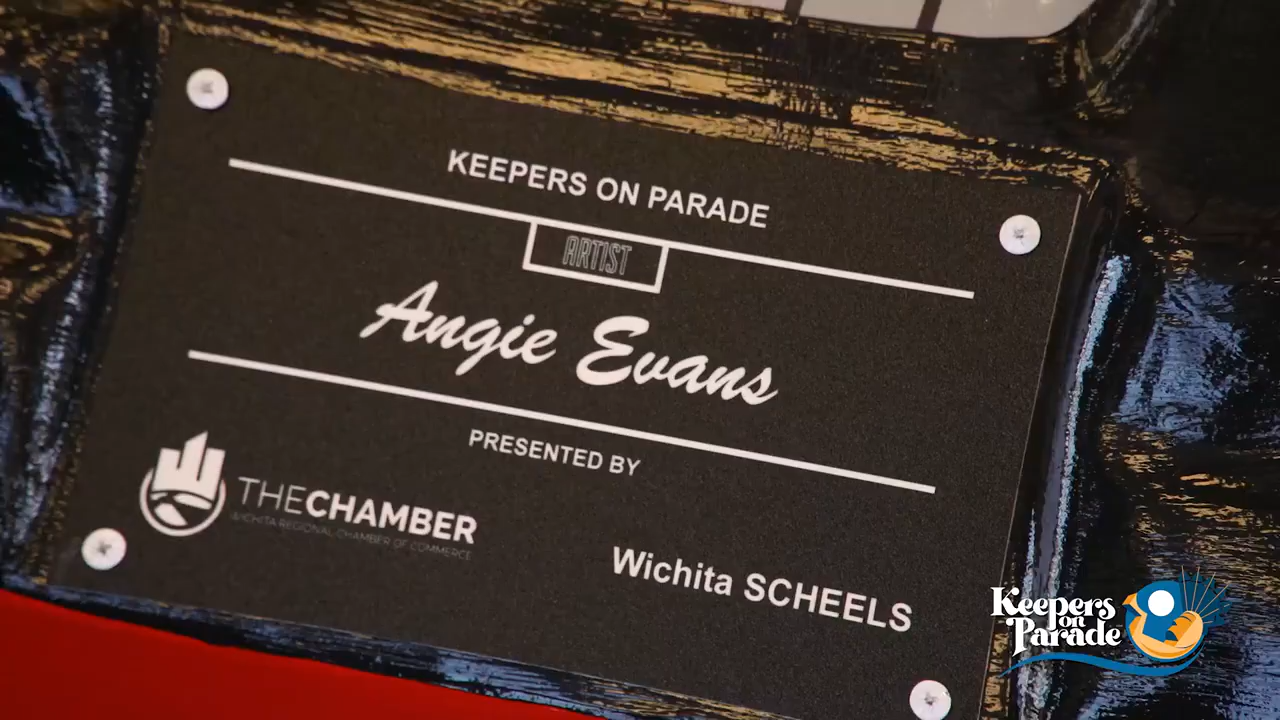 KEEPERS ON PARADE
ARTIST
Angie Evans
PRESENTED BY
THECHAMBER
WICHITA REGIONAL CHAMBER OF COMMERCE
Wichita SCHEELS
Keepers
on
Parade